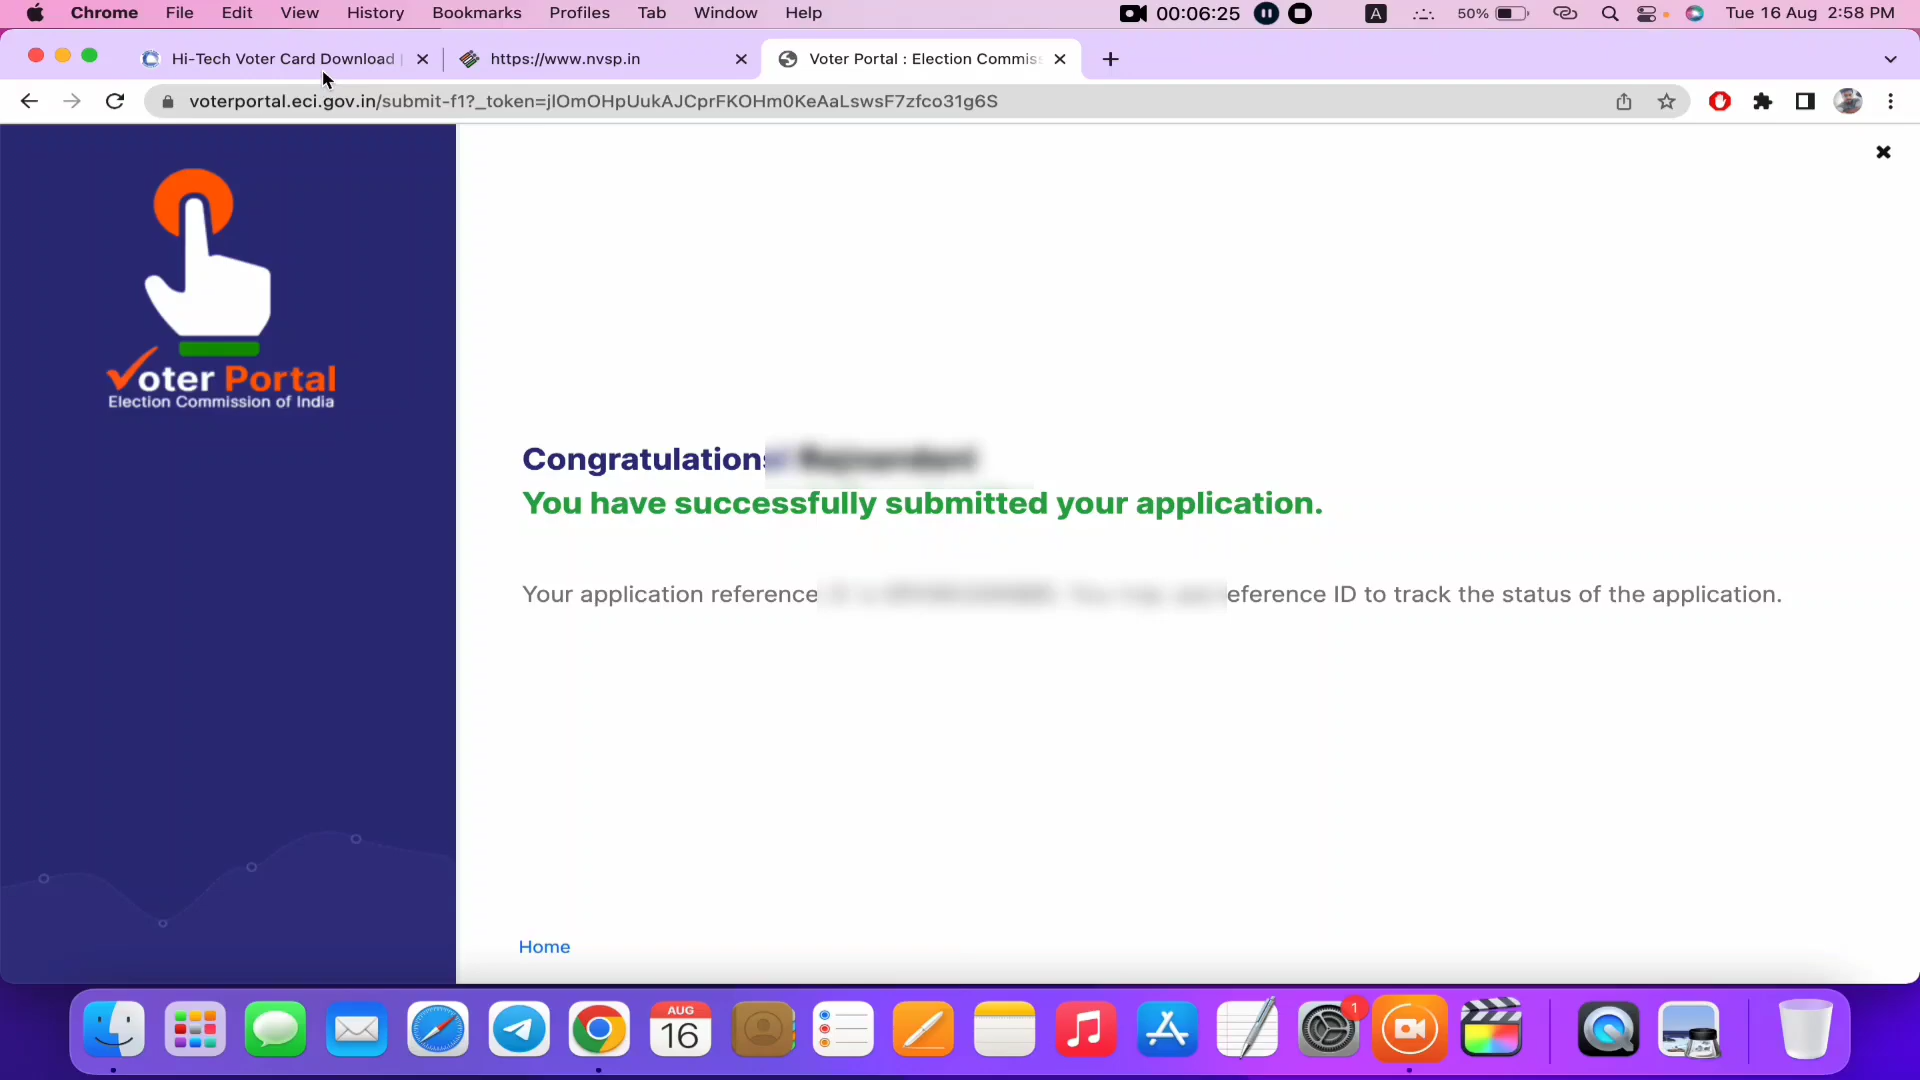 Chrome File Edit View History Bookmarks Profiles Tab Window Help 00:06:25 A 50% Tue 16 Aug 2:58 PM
Hi-Tech Voter Card Download https://www.nvsp.in Voter Portal : Election Commis
voterportal.eci.gov.in/submit-f1?_token=jIOmOHpUukAJCprFKOHm0KeAaLswsF7zfco31g6S
Voter Portal
Election Commission of India
Congratulations
You have successfully submitted your application.
Your application reference eference ID to track the status of the application.
Home
AUG
16
1